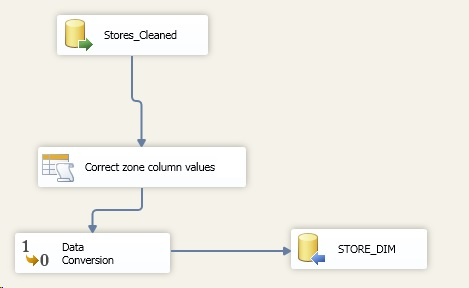 Stores_Cleaned
Correct zone column values
1
0
Data
Conversion
STORE_DIM